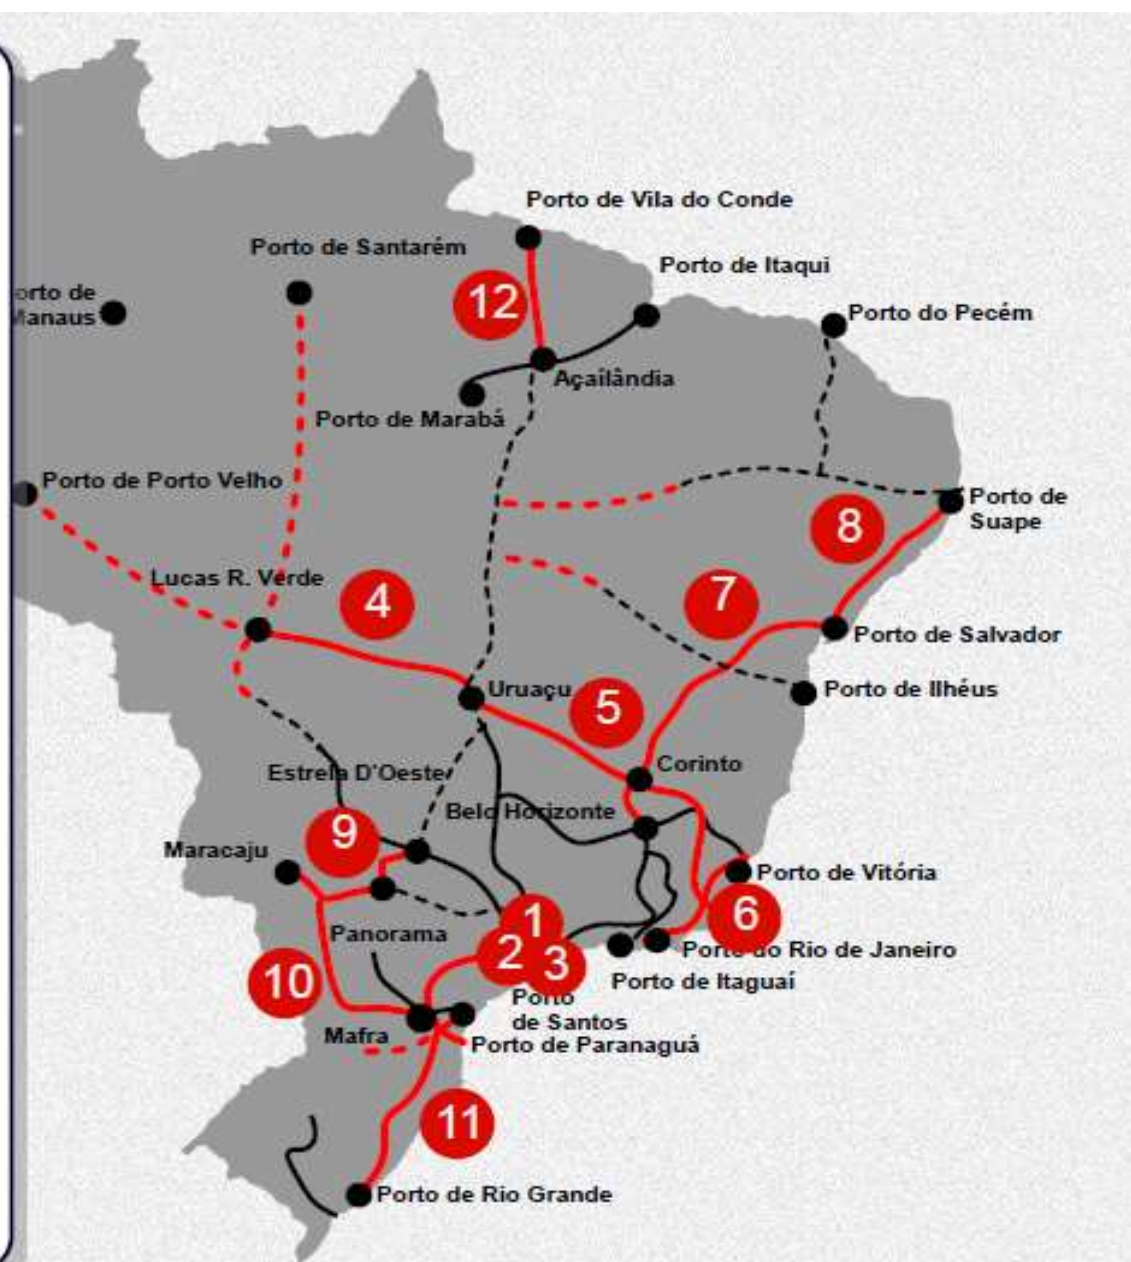 Porto de Vila do Conde
Porto de Santarém
Porto de Itaqui
12
orto de
Manaus
Porto do Pecém
Açaílândia
Porto de Marabá
Porto de Porto Velho
Porto de
Suape
8
Lucas R. Verde
4
7
Porto de Salvador
Uruaçu
5
Porto de Ilhéus
Corinto
Estrela D'Oeste
Belo Horizonte
9
Maracaju
Porto de Vitória
1
6
Panorama
2
3
Porto do Rio de Janeiro
10
Porto de Itaguaí
Porto
de Santos
Mafra
Porto de Paranaguá
11
Porto de Rio Grande